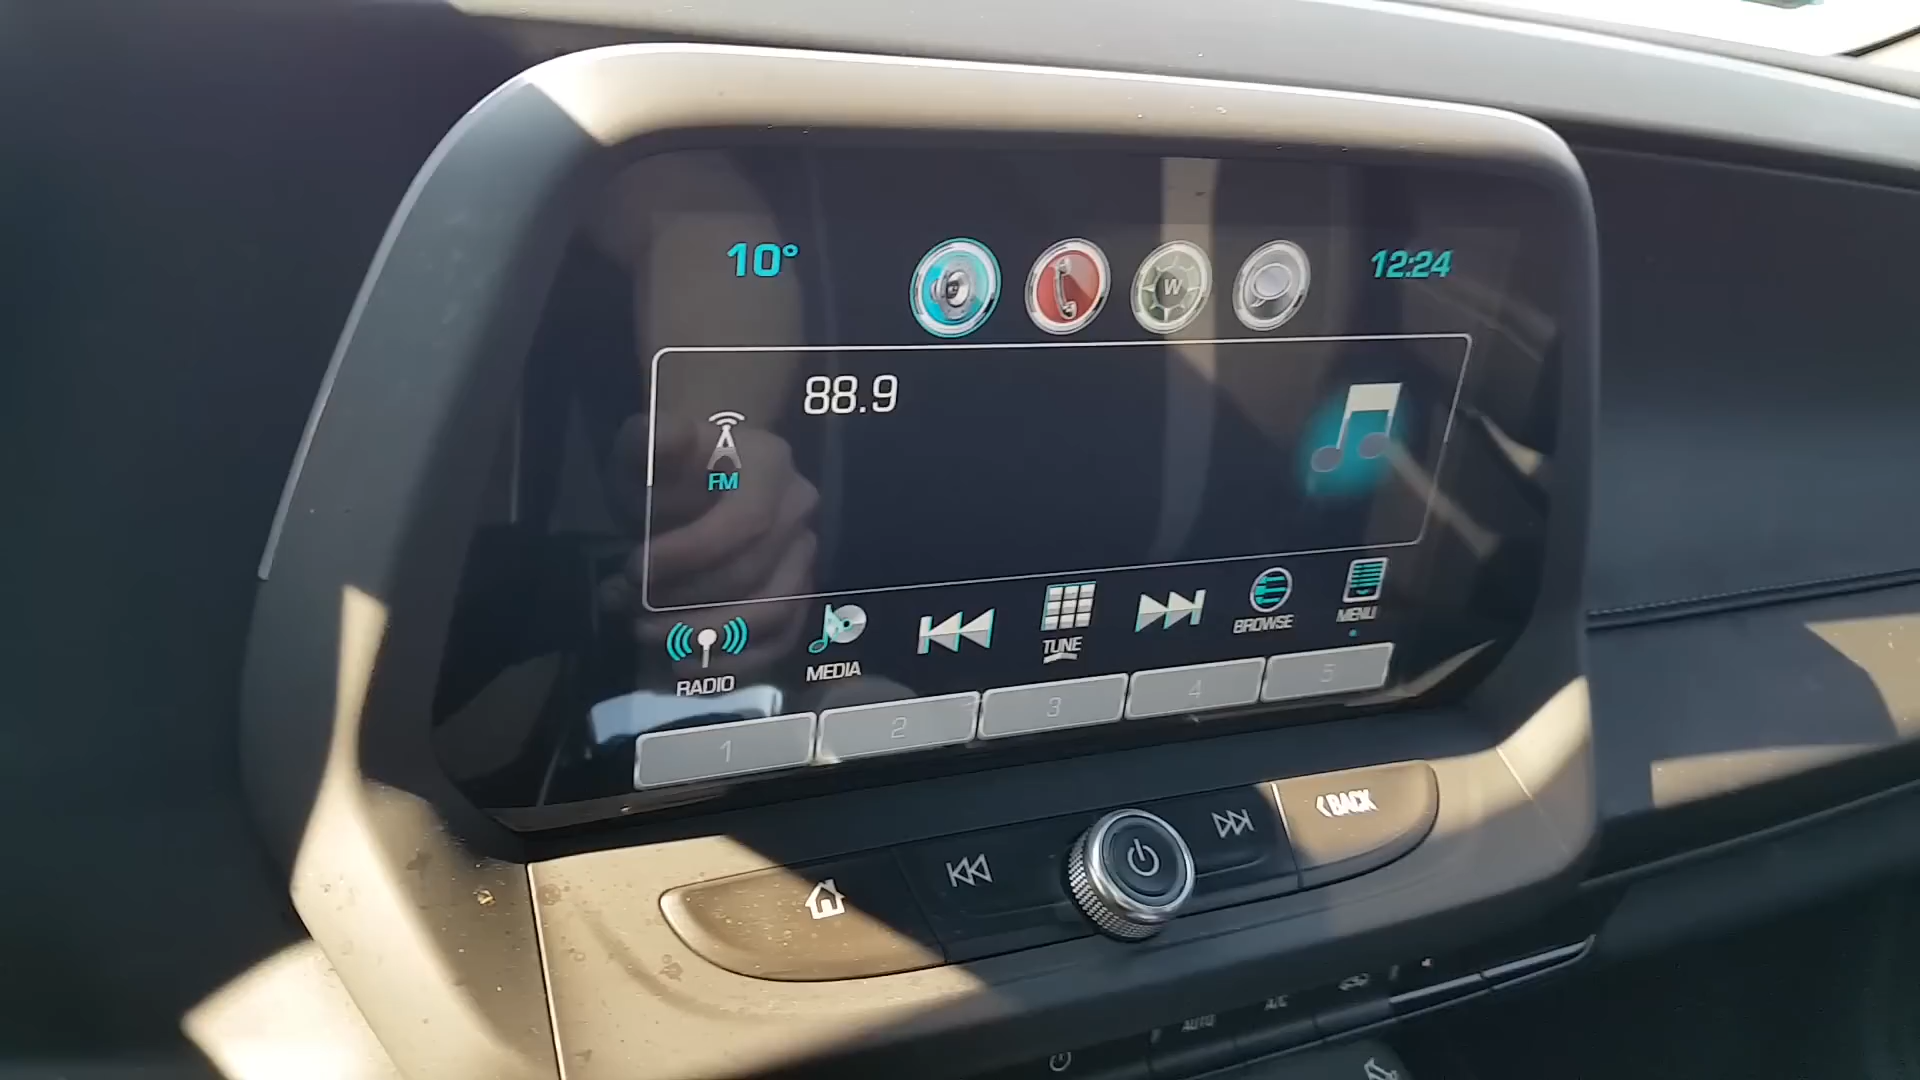 10°
W
12:24
88.9
FM
RADIO
MEDIA
TUNE
BROWSE
MENU
1
2
3
4
5
<BACK
AUTO
A/C